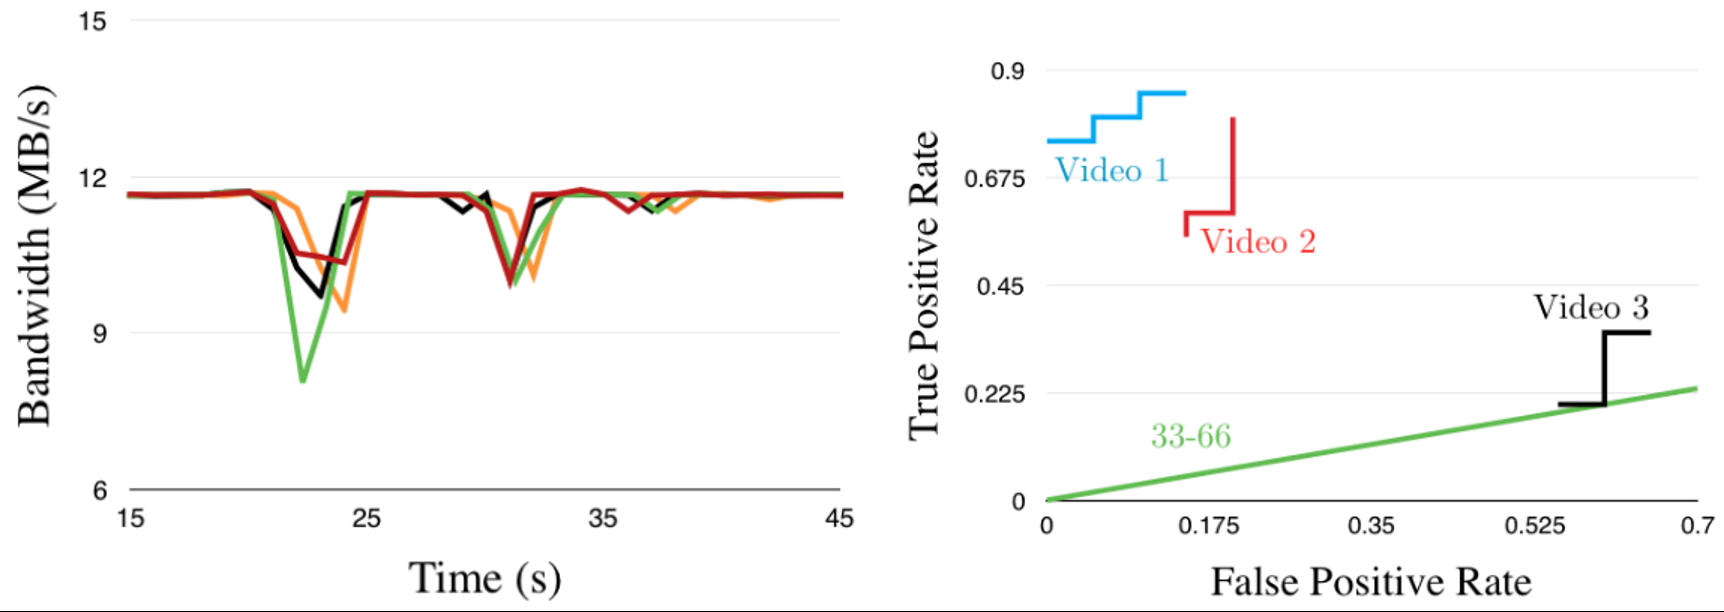 15
12
9
6
Bandwidth (MB/s)
15 25 35 45
Time (s)
0.9
0.675
0.45
0.225
0
True Positive Rate
Video 1
Video 2
Video 3
33-66
0 0.175 0.35 0.525 0.7
False Positive Rate